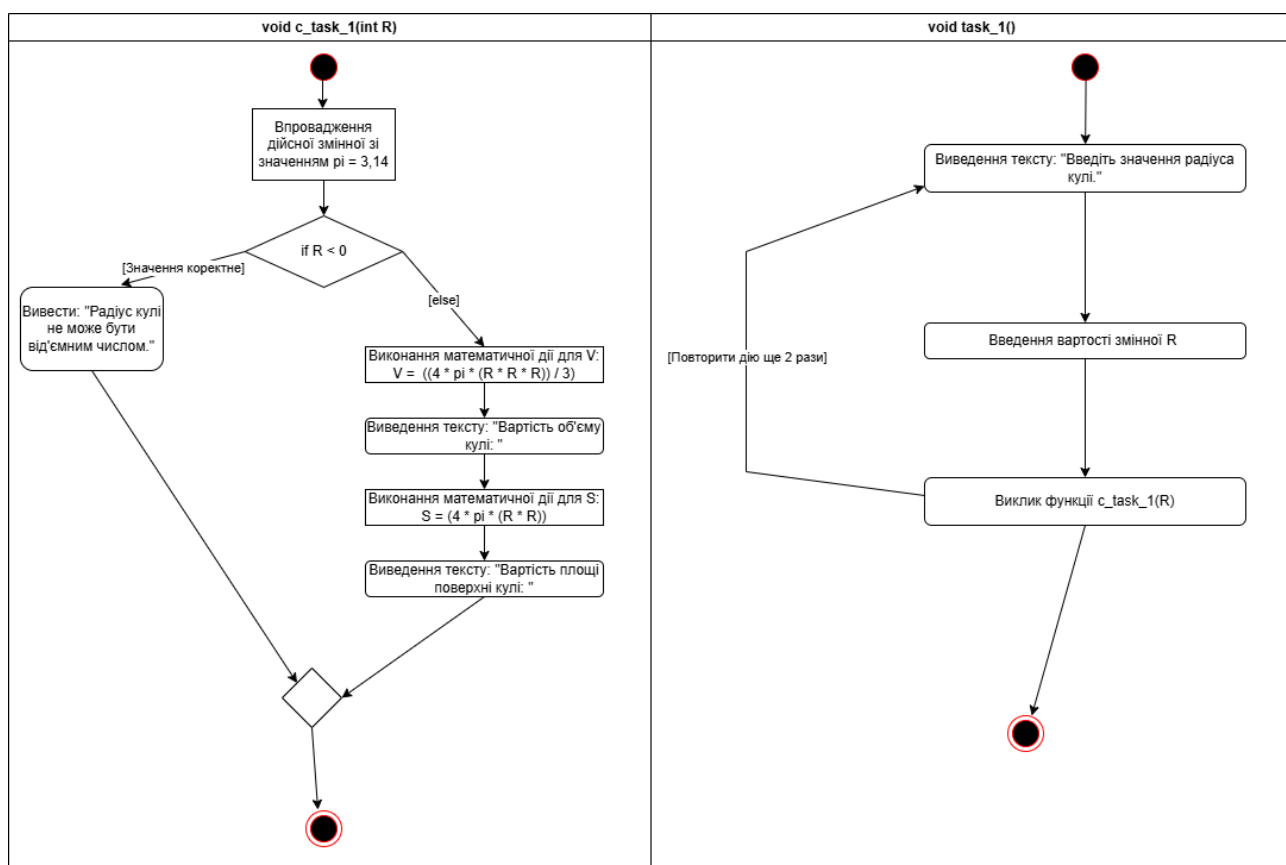 void c_task_1(int R)
Впровадження
дійсної змінної зі
значенням pi = 3,14
if R < 0
[Значення коректне]
[else]
Вивести: "Радіус кулі
не може бути
від'ємним числом."
Виконання математичної дії для V:
V =  ((4 * pi * (R * R * R)) / 3)
Виведення тексту: "Вартість об'єму
кулі: "
Виконання математичної дії для S:
S = (4 * pi * (R * R))
Виведення тексту: "Вартість площі
поверхні кулі: "
void task_1()
Виведення тексту: "Введіть значення радіуса
кулі."
Введення вартості змінної R
[Повторити дію ще 2 рази]
Виклик функції c_task_1(R)